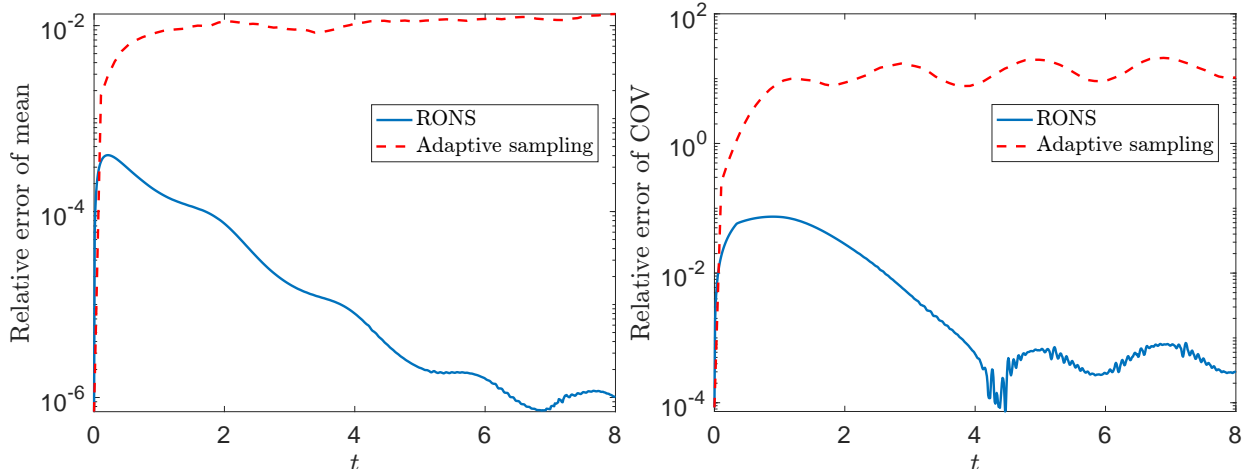 Relative error of mean
10^-2
10^-4
10^-6
0 2 4 6 8
t
RONS
Adaptive sampling
Relative error of COV
10^2
10^0
10^-2
10^-4
0 2 4 6 8
t
RONS
Adaptive sampling